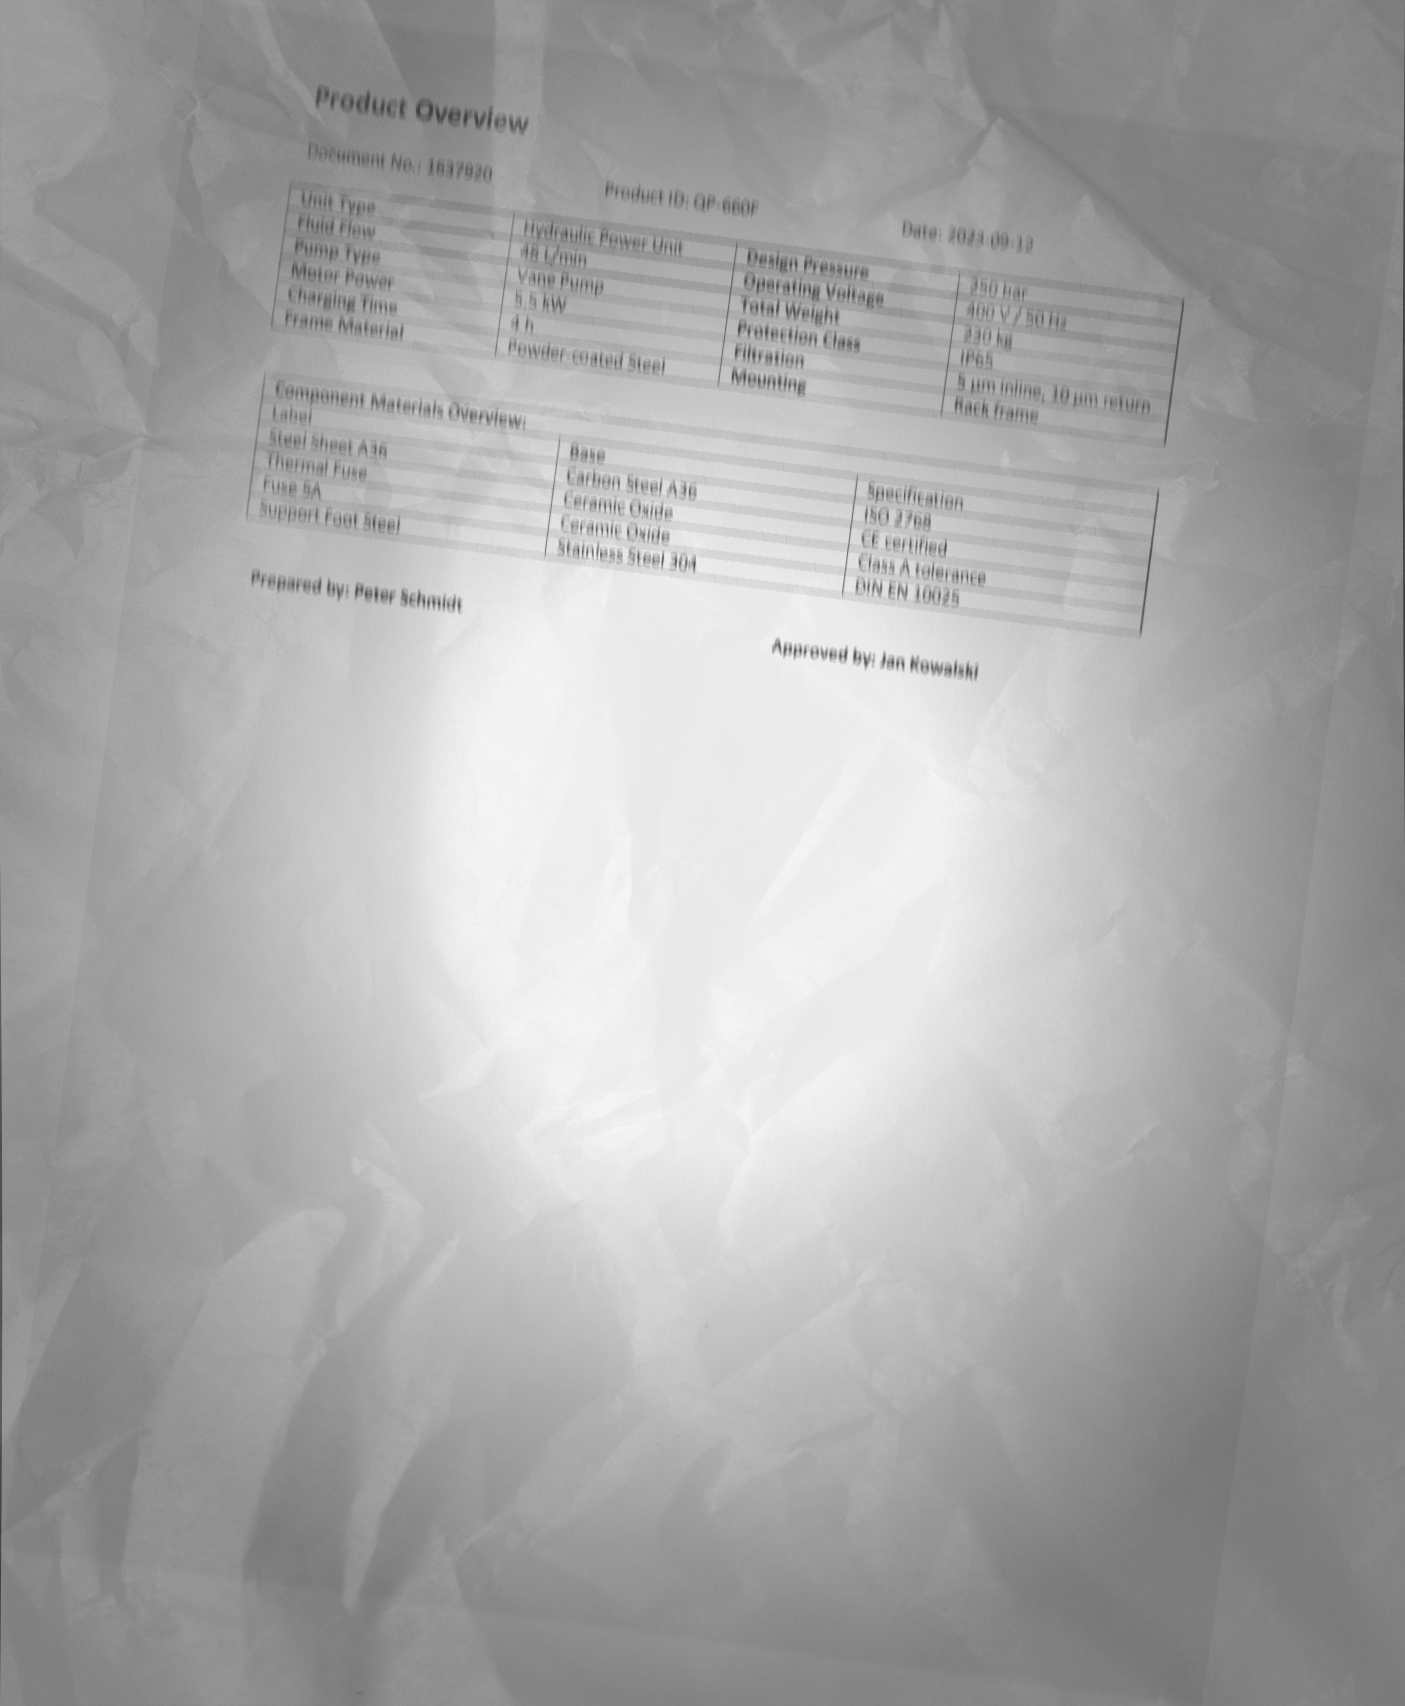 Product Overview
Document No.: 1637920 Product ID: QP-660F Date: 2023-09-12
Unit Type Hydraulic Power Unit Design Pressure 250 bar
Fluid Flow 48 L/min Operating Voltage 400 V / 50 Hz
Pump Type Vane Pump Total Weight 230 kg
Motor Power 5.5 kW Protection Class IP65
Charging Time 4 h Filtration 5 µm inline, 10 µm return
Frame Material Powder-coated Steel Mounting Rack frame
Component Materials Overview:
Label Base Specification
Steel Sheet A36 Carbon Steel A36 ISO 2768
Thermal Fuse Ceramic Oxide CE certified
Fuse 5A Ceramic Oxide Class A tolerance
Support Foot Steel Stainless Steel 304 DIN EN 10025
Prepared by: Peter Schmidt Approved by: Jan Kowalski